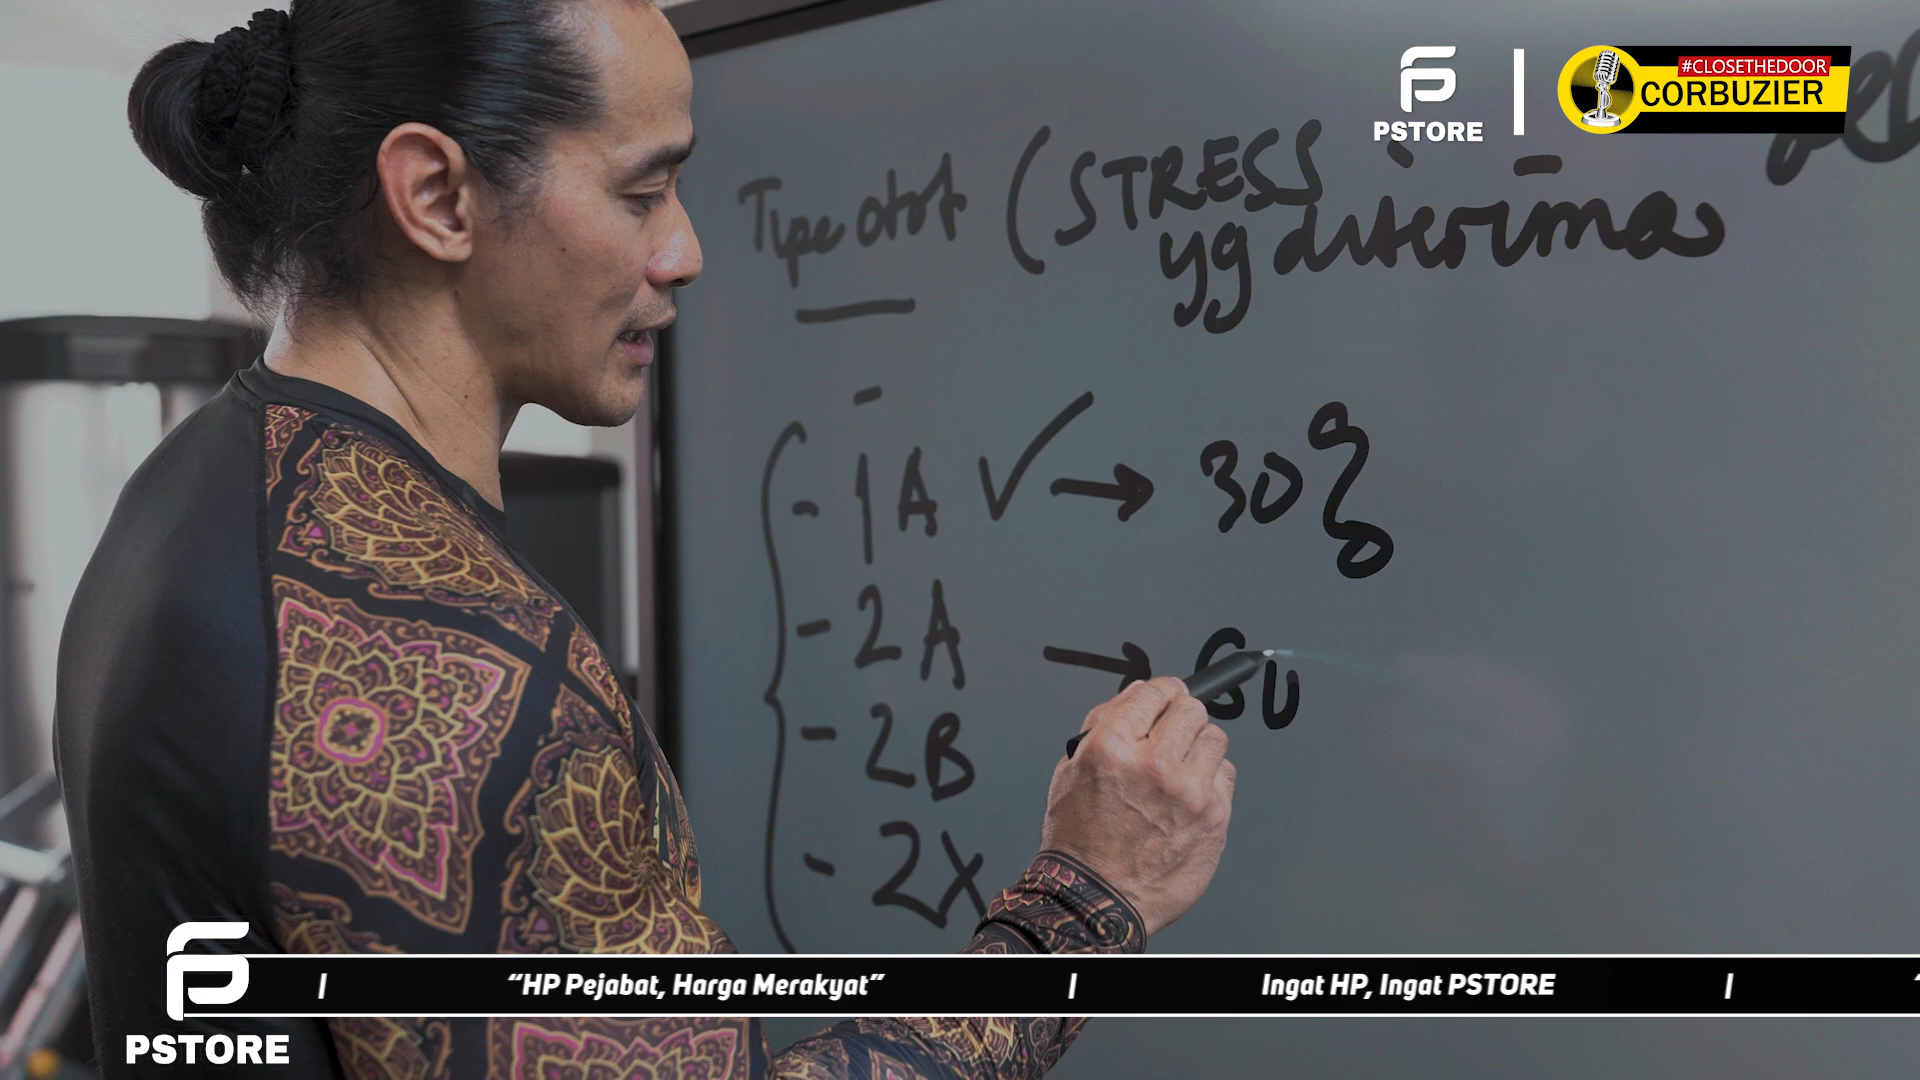 PSTORE
#CLOSETHEDOOR
CORBUZIER
Type otot (STRESS
yg diterima
- 1A ✓ → 30
- 2A → 60
- 2B
- 2X
PSTORE
| “HP Pejabat, Harga Merakyat” | Ingat HP, Ingat PSTORE |